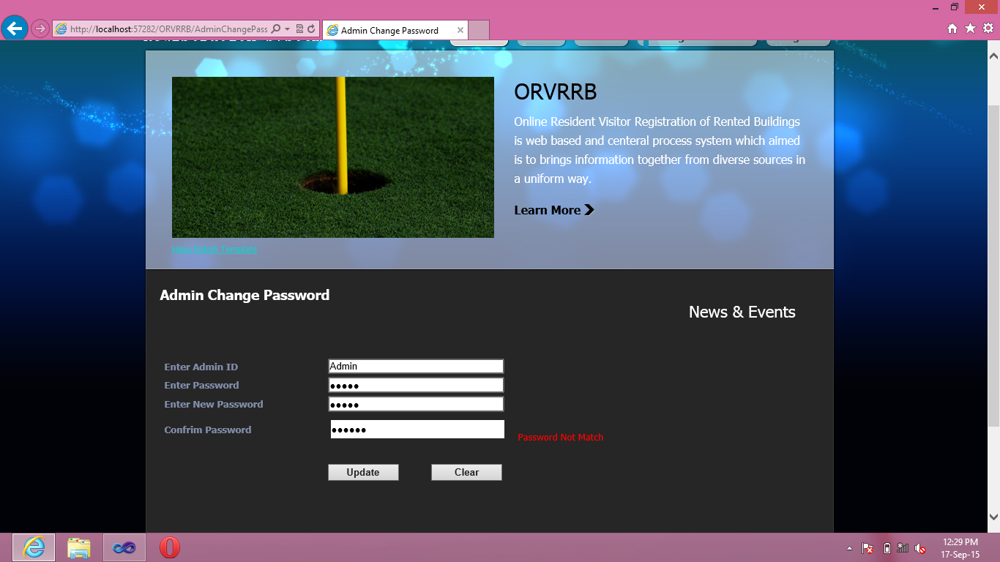 http://localhost:57282/ORVRRB/AdminChangePass
Admin Change Password
ORVRRB
Online Resident Visitor Registration of Rented Buildings
is web based and centeral process system which aimed
is to brings information together from diverse sources in
a uniform way.
Learn More
Admin Change Password
News & Events
Enter Admin ID
Admin
Enter Password
Enter New Password
Confrim Password
Password Not Match
Update
Clear
12:29 PM
17-Sep-15